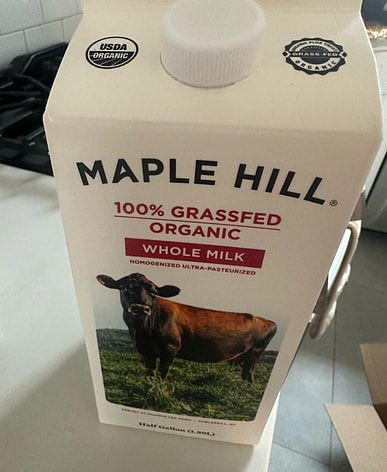 USDA
ORGANIC
GRASS-FED
ORGANIC
MAPLE HILL®
100% GRASSFED
ORGANIC
WHOLE MILK
HOMOGENIZED ULTRA-PASTEURIZED
Half Gallon (1.89L)